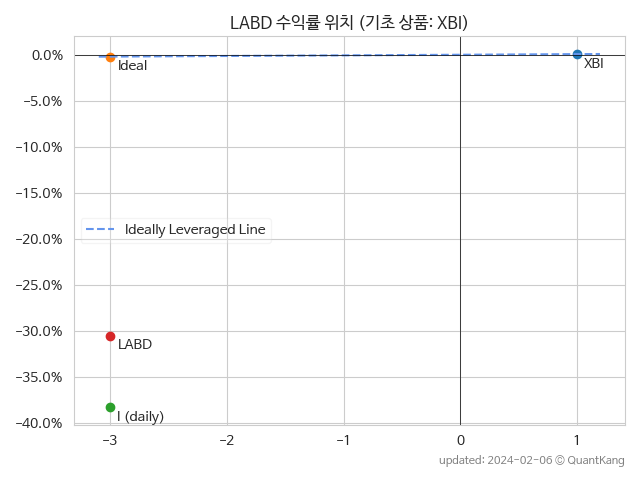 LABD 수익률 위치 (기초 상품: XBI)
0.0%
−5.0%
−10.0%
−15.0%
−20.0%
−25.0%
−30.0%
−35.0%
−40.0%
Ideal
XBI
Ideally Leveraged Line
LABD
I (daily)
−3
−2
−1
0
1
updated: 2024-02-06 © QuantKang